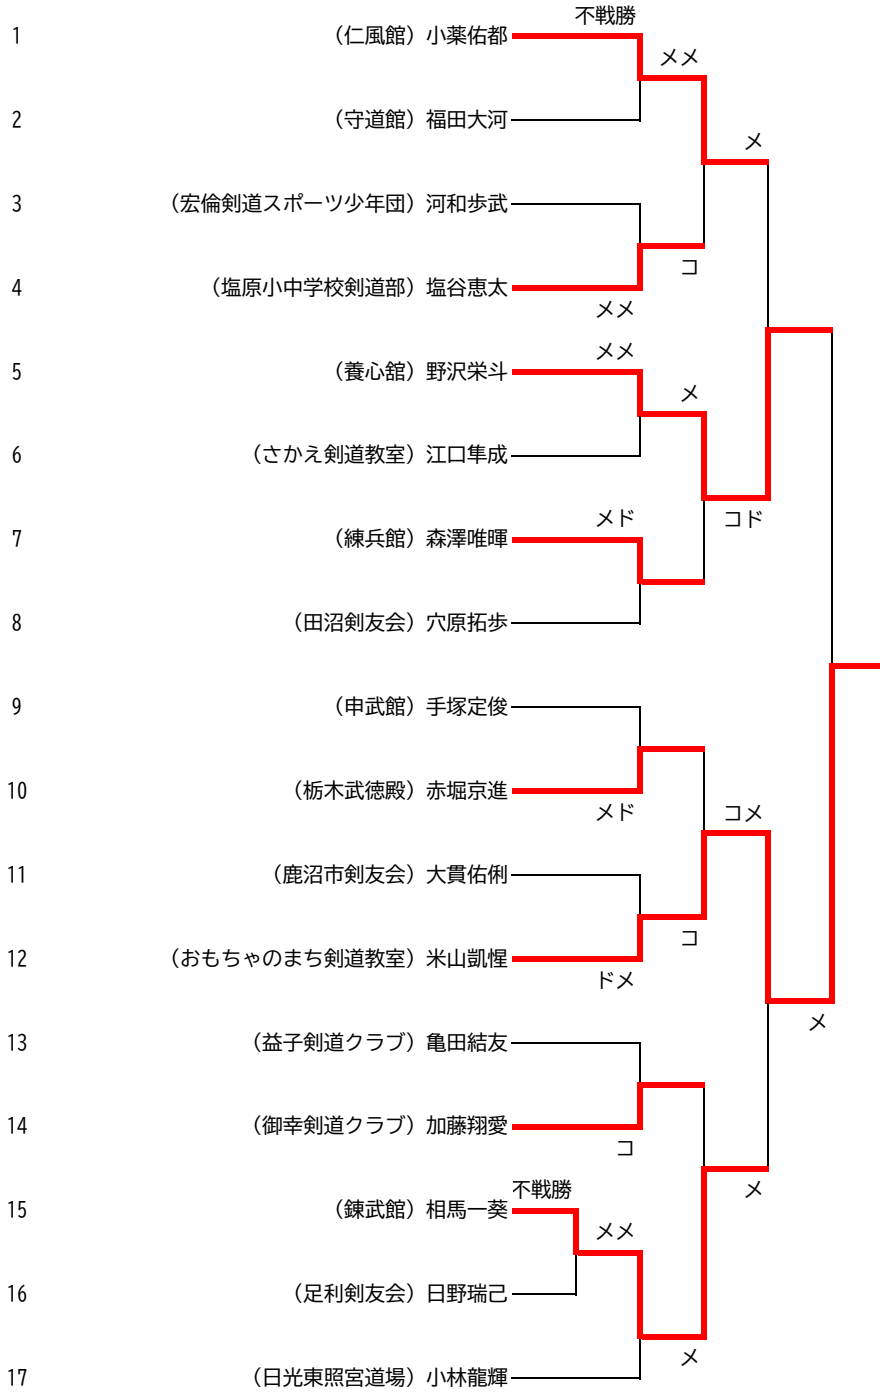 不戦勝
1 （仁風館）小薬佑都
メメ
2 （守道館）福田大河
メ
3 （宏倫剣道スポーツ少年団）河和歩武
コ
4 （塩原小中学校剣道部）塩谷恵太
メメ
メメ
5 （養心舘）野沢栄斗
メ
6 （さかえ剣道教室）江口隼成
メド
コド
7 （練兵館）森澤唯暉
8 （田沼剣友会）穴原拓歩
9 （申武館）手塚定俊
10 （栃木武徳殿）赤堀京進
メド
コメ
11 （鹿沼市剣友会）大貫佑俐
コ
12 （おもちゃのまち剣道教室）米山凱惺
ドメ
メ
13 （益子剣道クラブ）亀田結友
14 （御幸剣道クラブ）加藤翔愛
コ
不戦勝
メ
15 （錬武館）相馬一葵
メメ
16 （足利剣友会）日野瑞己
メ
17 （日光東照宮道場）小林龍輝